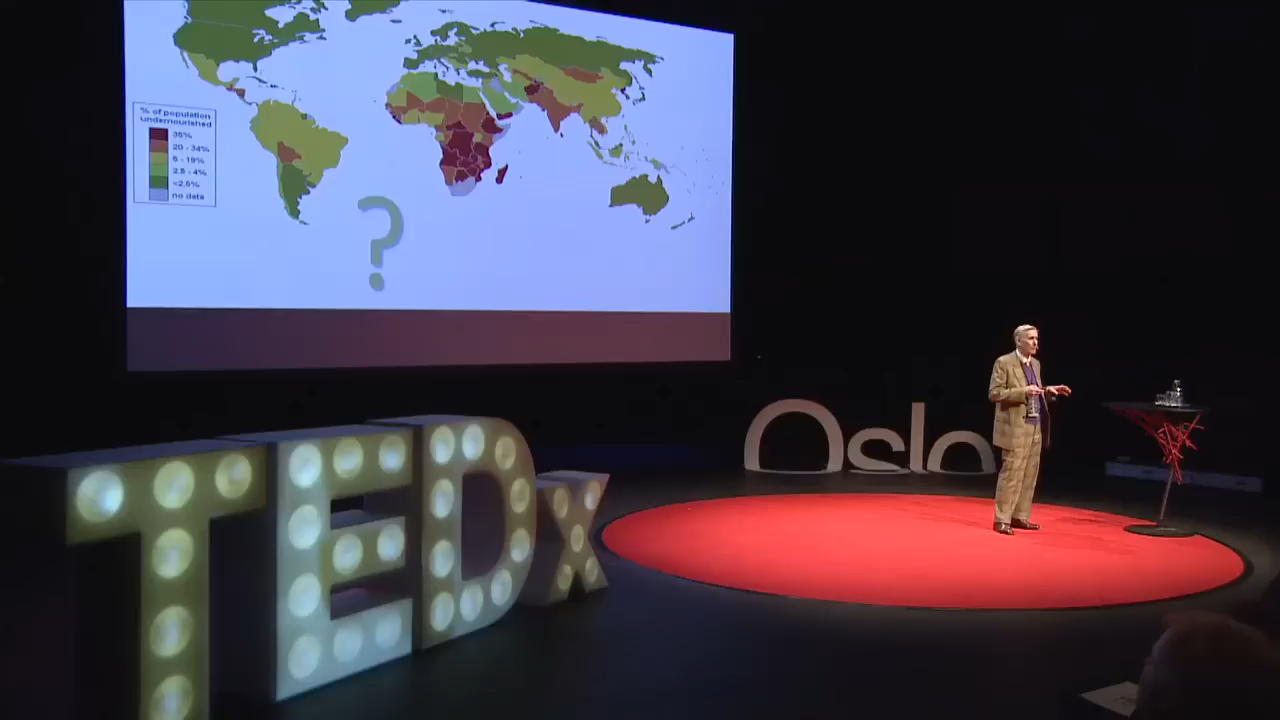 % of population
undernourished
35%
20 - 34%
5 - 19%
2.5 - 4%
<2,5%
no data
?
TEDx
Oslo